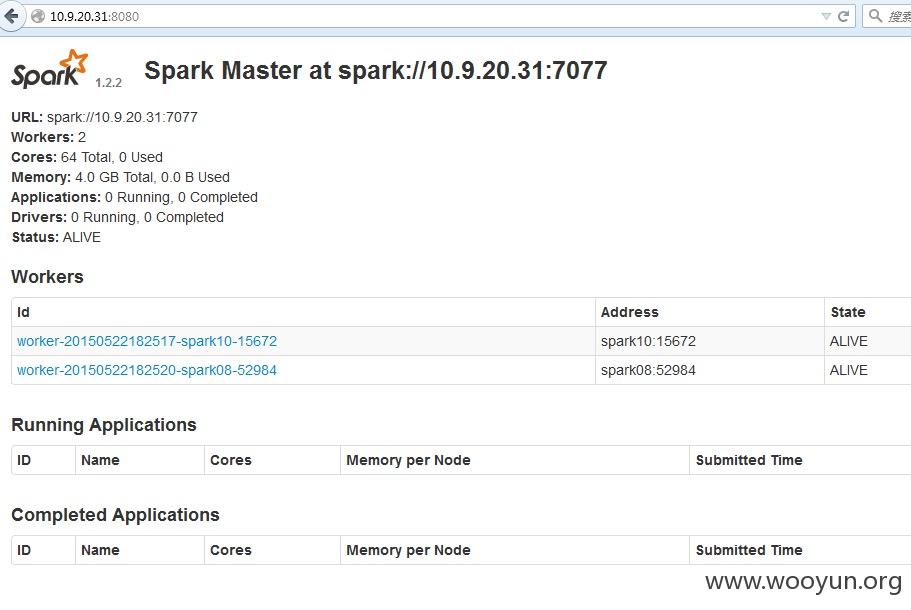 10.9.20.31:8080
搜索
Spark 1.2.2
Spark Master at spark://10.9.20.31:7077
URL: spark://10.9.20.31:7077
Workers: 2
Cores: 64 Total, 0 Used
Memory: 4.0 GB Total, 0.0 B Used
Applications: 0 Running, 0 Completed
Drivers: 0 Running, 0 Completed
Status: ALIVE
Workers
Id Address State
worker-20150522182517-spark10-15672 spark10:15672 ALIVE
worker-20150522182520-spark08-52984 spark08:52984 ALIVE
Running Applications
ID Name Cores Memory per Node Submitted Time
Completed Applications
ID Name Cores Memory per Node Submitted Time
www.wooyun.org